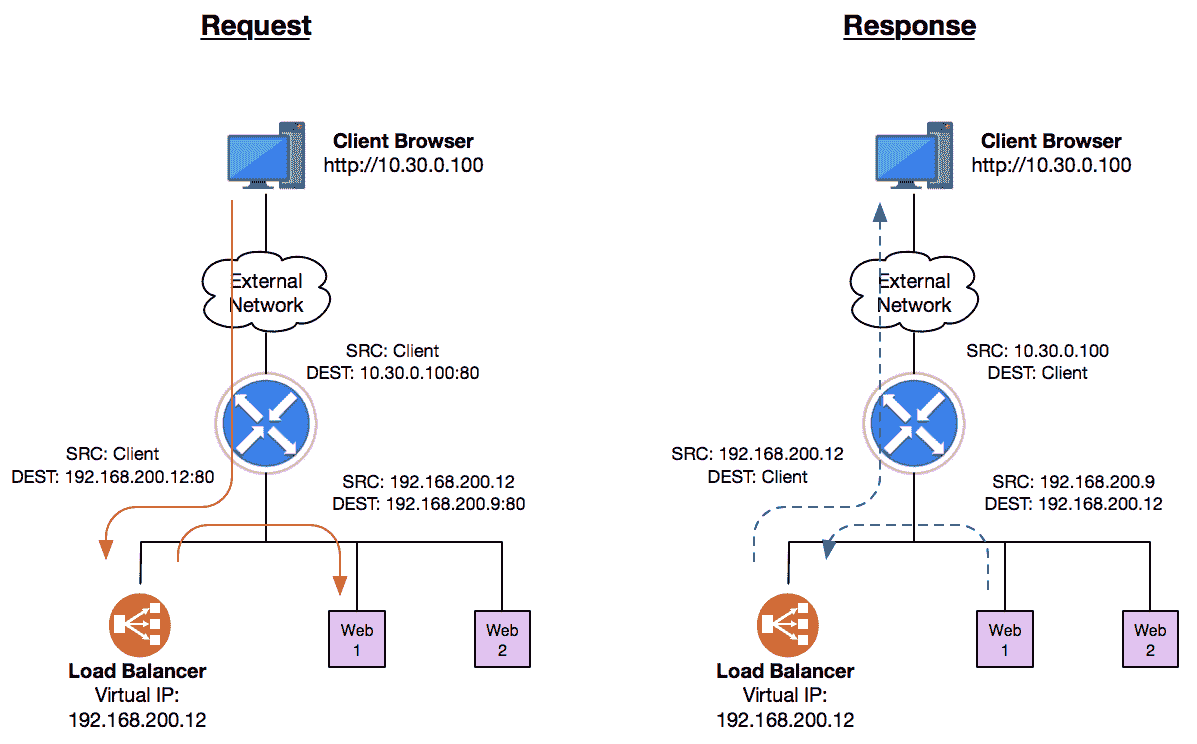 Request
Client Browser
http://10.30.0.100
External
Network
SRC: Client
DEST: 10.30.0.100:80
SRC: Client
DEST: 192.168.200.12:80
SRC: 192.168.200.12
DEST: 192.168.200.9:80
Web
1
Web
2
Load Balancer
Virtual IP:
192.168.200.12
Response
Client Browser
http://10.30.0.100
External
Network
SRC: 10.30.0.100
DEST: Client
SRC: 192.168.200.12
DEST: Client
SRC: 192.168.200.9
DEST: 192.168.200.12
Web
1
Web
2
Load Balancer
Virtual IP:
192.168.200.12